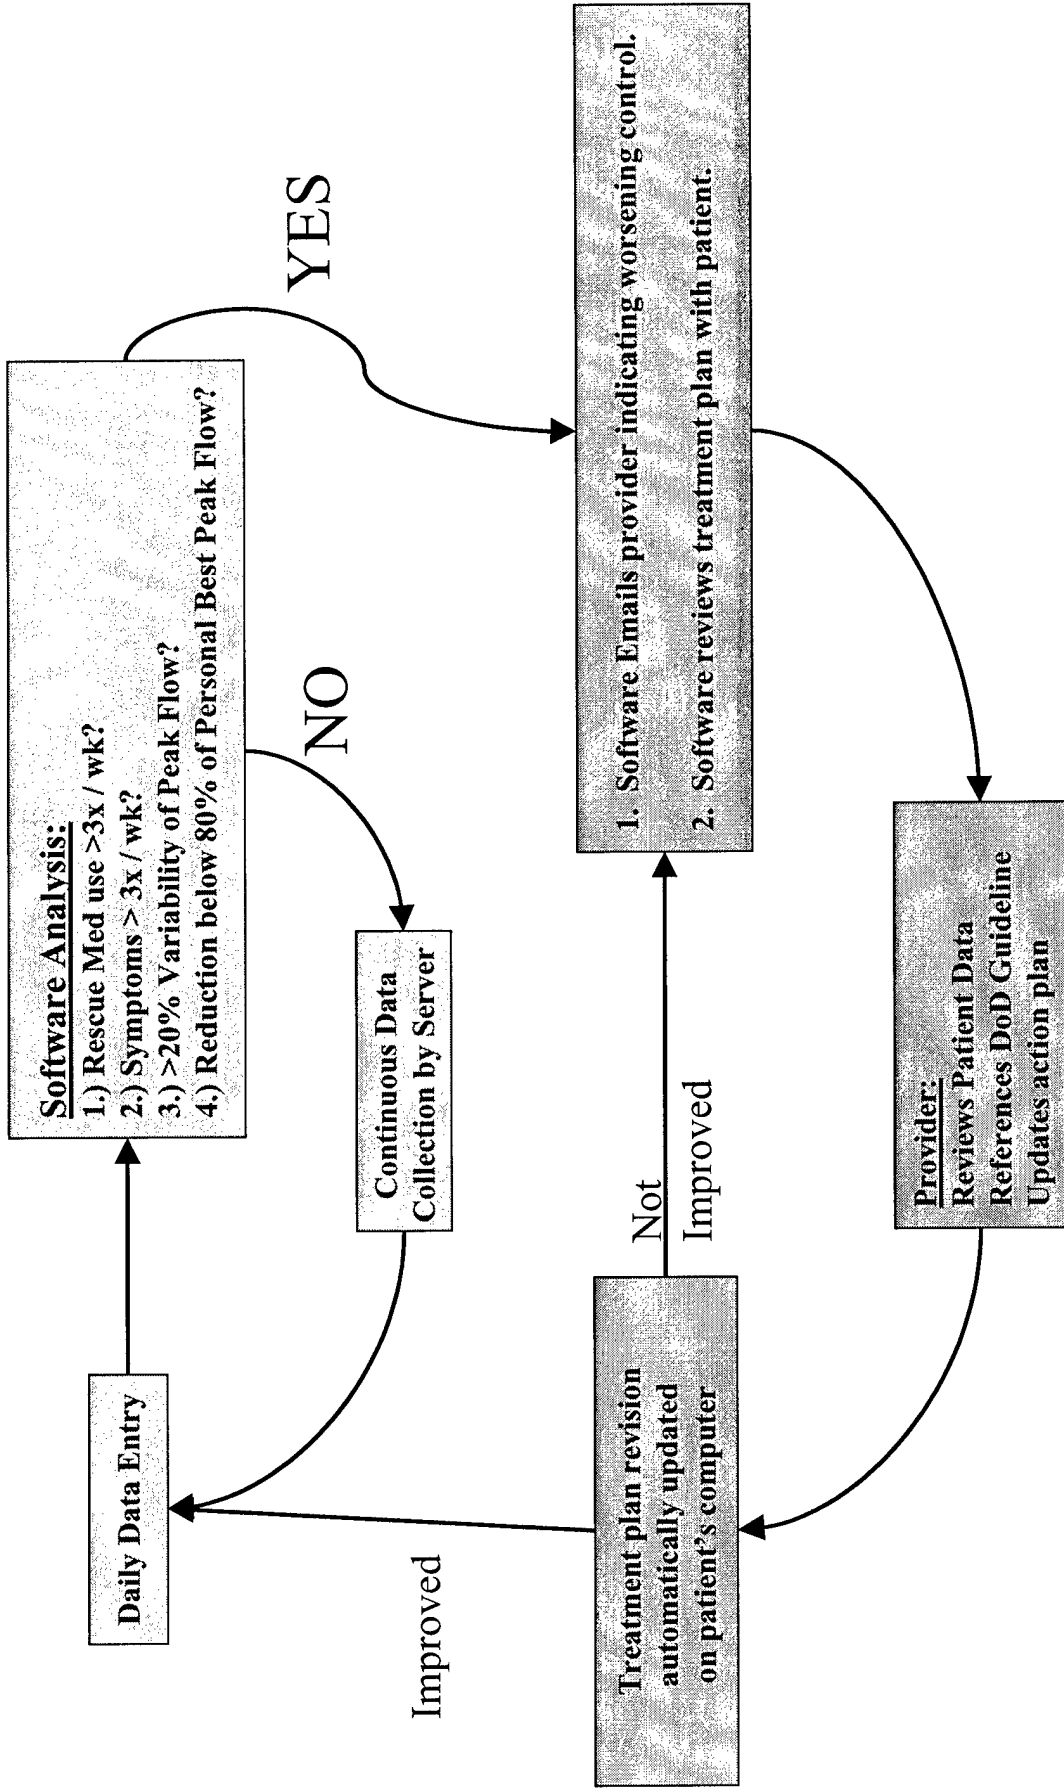 Daily Data Entry
Software Analysis:
1.) Rescue Med use >3x / wk?
2.) Symptoms > 3x / wk?
3.) >20% Variability of Peak Flow?
4.) Reduction below 80% of Personal Best Peak Flow?
YES
NO
Continuous Data
Collection by Server
Improved
Treatment plan revision
automatically updated
on patient's computer
Not
Improved
1. Software Emails provider indicating worsening control.
2. Software reviews treatment plan with patient.
Provider:
Reviews Patient Data
References DoD Guideline
Updates action plan